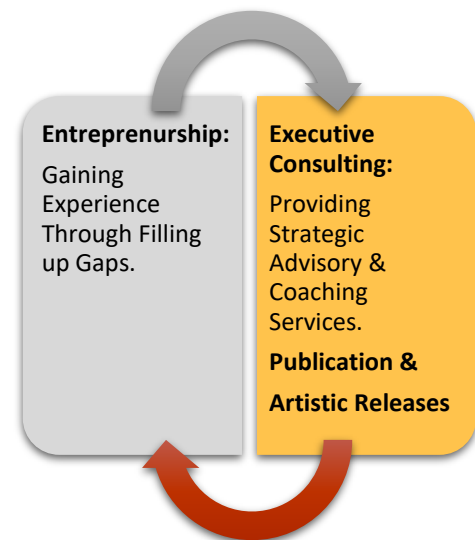 Entreprenurship:
Gaining
Experience
Through Filling
up Gaps.
Executive
Consulting:
Providing
Strategic
Advisory &
Coaching
Services.
Publication &
Artistic Releases